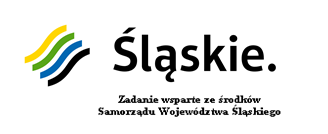 Śląskie.
Zadanie wsparte ze środków
Samorządu Województwa Śląskiego